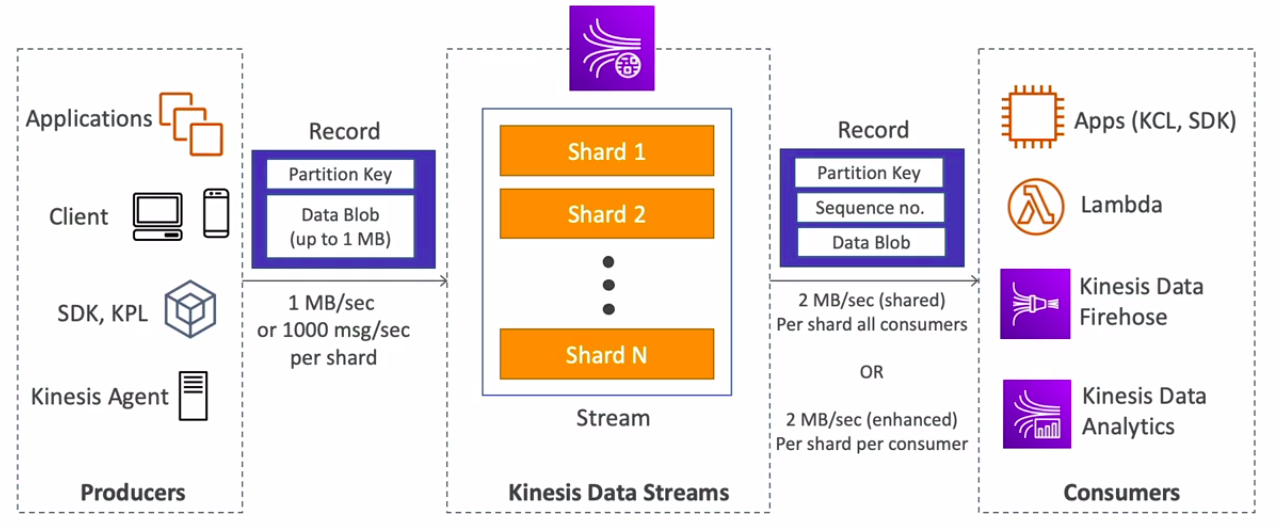 Applications
Client
SDK, KPL
Kinesis Agent
Producers
Record
Partition Key
Data Blob
(up to 1 MB)
1 MB/sec
or 1000 msg/sec
per shard
Shard 1
Shard 2
Shard N
Stream
Kinesis Data Streams
Record
Partition Key
Sequence no.
Data Blob
2 MB/sec (shared)
Per shard all consumers
OR
2 MB/sec (enhanced)
Per shard per consumer
Apps (KCL, SDK)
Lambda
Kinesis Data
Firehose
Kinesis Data
Analytics
Consumers